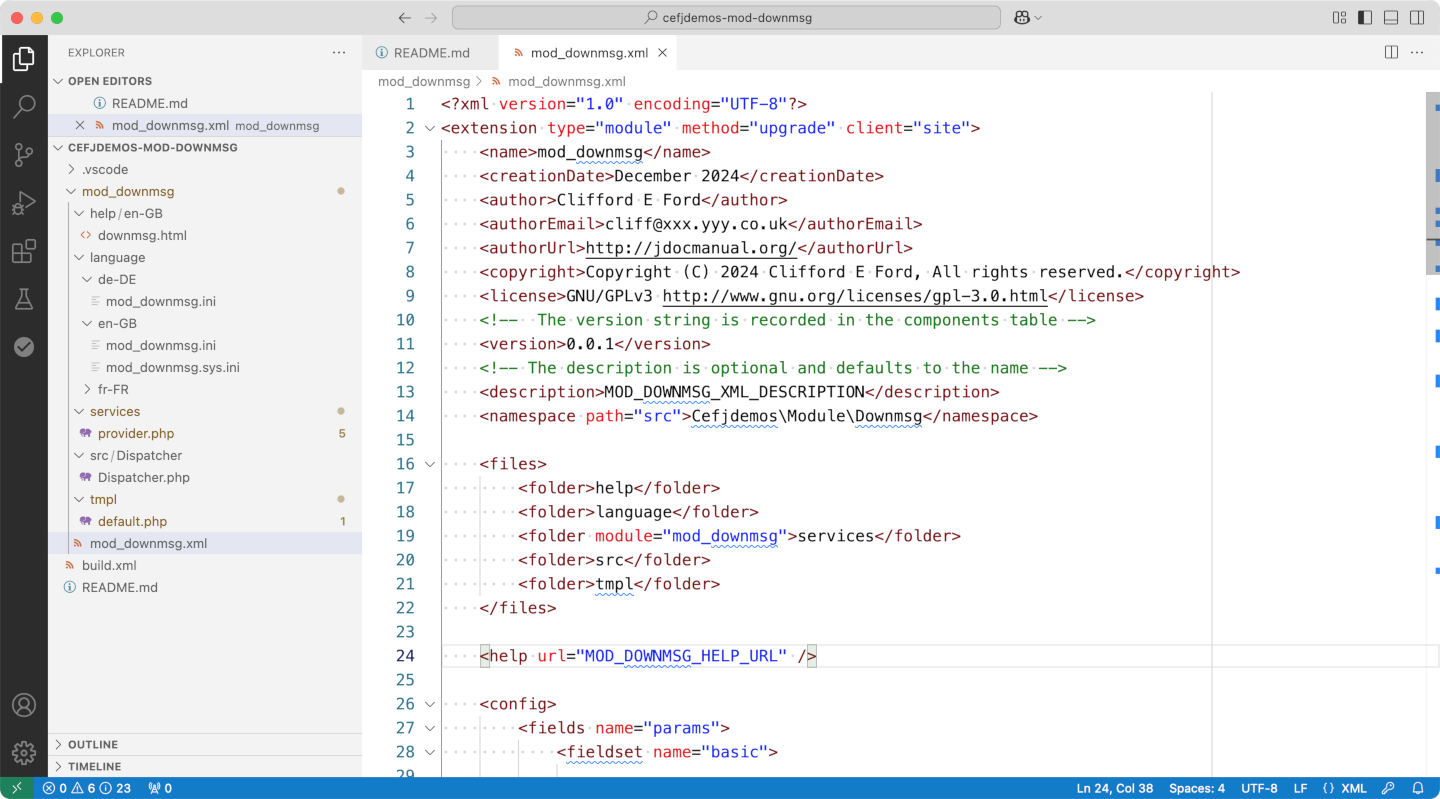 cefjdemos-mod-downmsg
EXPLORER
OPEN EDITORS
README.md
mod_downmsg.xml mod_downmsg
CEFJDEMOS-MOD-DOWNMSG
.vscode
mod_downmsg
help/en-GB
downmsg.html
language
de-DE
mod_downmsg.ini
en-GB
mod_downmsg.ini
mod_downmsg.sys.ini
fr-FR
services
provider.php 5
src/Dispatcher
Dispatcher.php
tmpl
default.php 1
mod_downmsg.xml
build.xml
README.md
OUTLINE
TIMELINE
README.md mod_downmsg.xml
mod_downmsg > mod_downmsg.xml
1 <?xml version="1.0" encoding="UTF-8"?>
2 <extension type="module" method="upgrade" client="site">
3 <name>mod_downmsg</name>
4 <creationDate>December 2024</creationDate>
5 <author>Clifford E Ford</author>
6 <authorEmail>cliff@xxx.yyy.co.uk</authorEmail>
7 <authorUrl>http://jdocmanual.org/</authorUrl>
8 <copyright>Copyright (C) 2024 Clifford E Ford, All rights reserved.</copyright>
9 <license>GNU/GPLv3 http://www.gnu.org/licenses/gpl-3.0.html</license>
10 <!--  The version string is recorded in the components table -->
11 <version>0.0.1</version>
12 <!-- The description is optional and defaults to the name -->
13 <description>MOD_DOWNMSG_XML_DESCRIPTION</description>
14 <namespace path="src">Cefjdemos\Module\Downmsg</namespace>
15
16 <files>
17 <folder>help</folder>
18 <folder>language</folder>
19 <folder module="mod_downmsg">services</folder>
20 <folder>src</folder>
21 <folder>tmpl</folder>
22 </files>
23
24 <help url="MOD_DOWNMSG_HELP_URL" />
25
26 <config>
27 <fields name="params">
28 <fieldset name="basic">
29
0 6 23 0 Ln 24, Col 38 Spaces: 4 UTF-8 LF {} XML